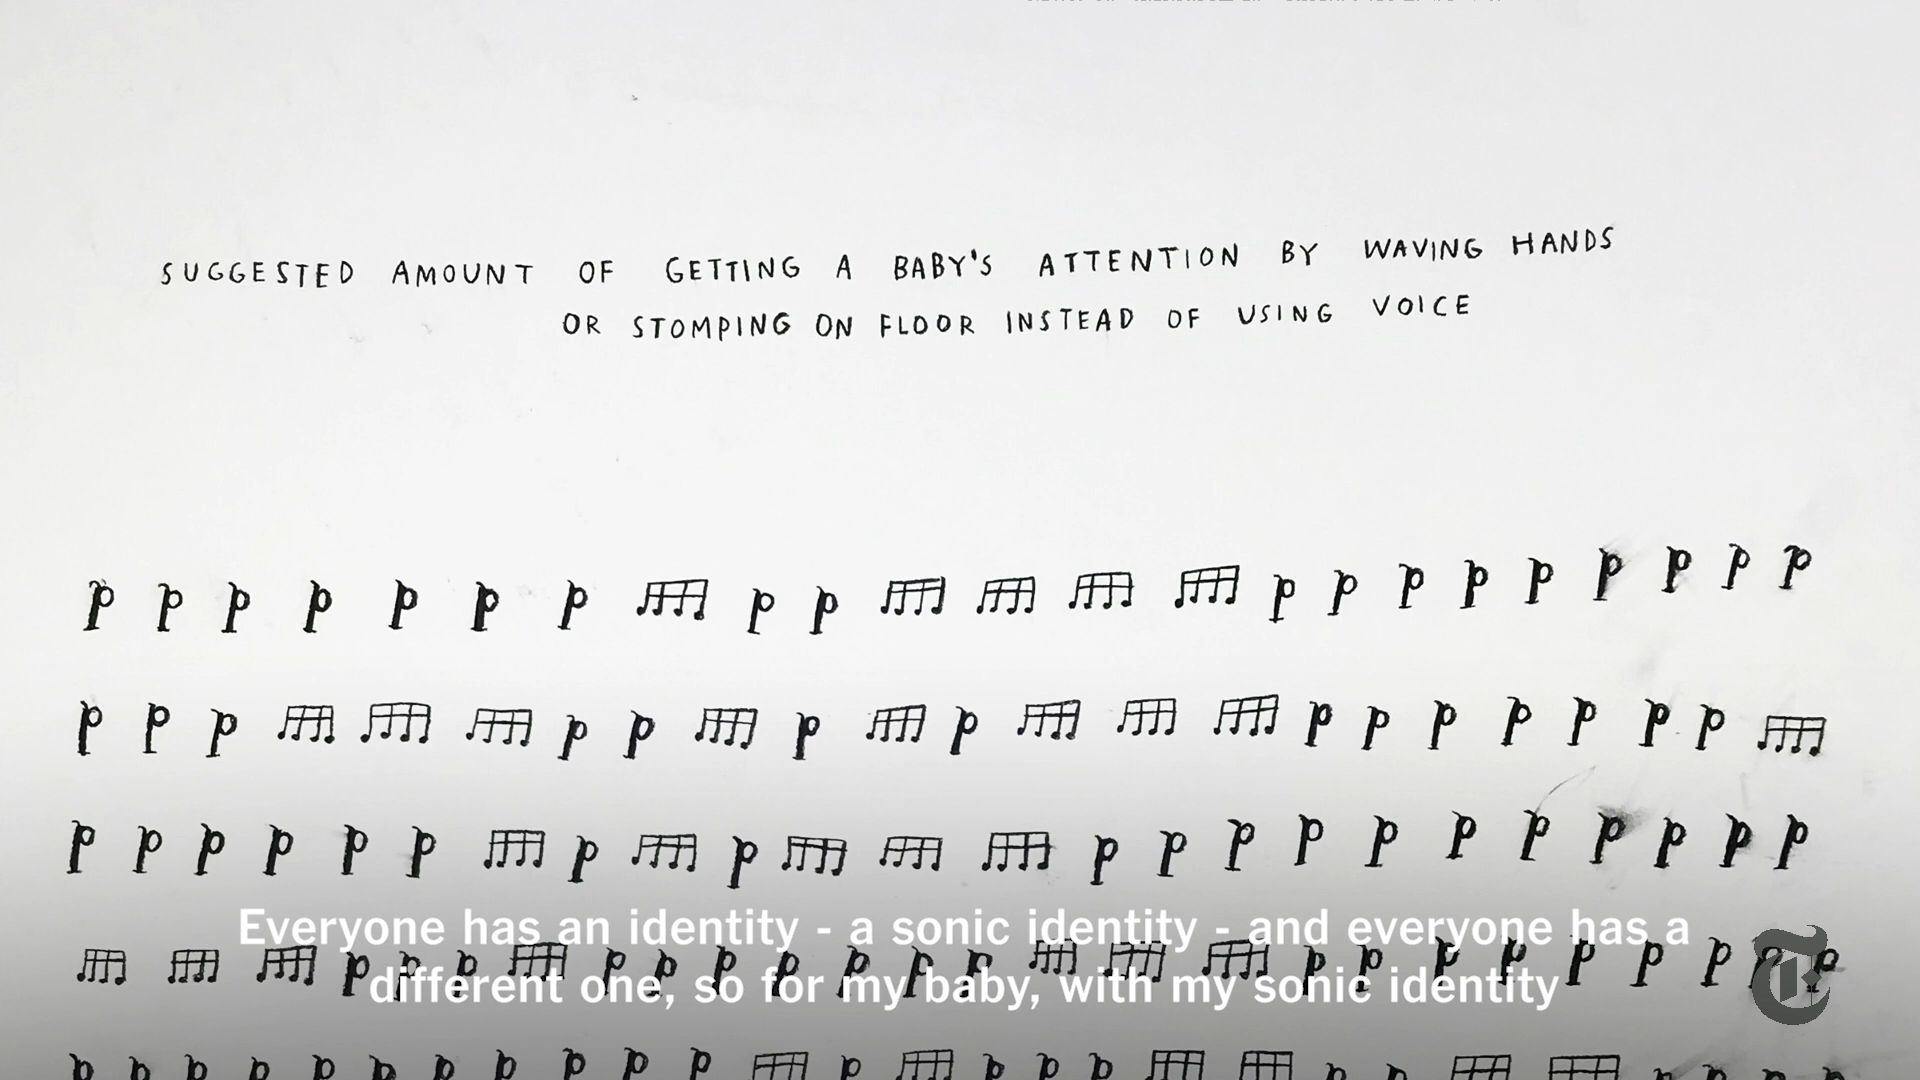 SUGGESTED AMOUNT OF GETTING A BABY'S ATTENTION BY WAVING HANDS
OR STOMPING ON FLOOR INSTEAD OF USING VOICE
p p p p p p p p p p p p p p p p p p
p p p p p p p p p p p p p p
p p p p p p p p p p p p p p p p p p p
Everyone has an identity - a sonic identity - and everyone has a
different one, so for my baby, with my sonic identity
T